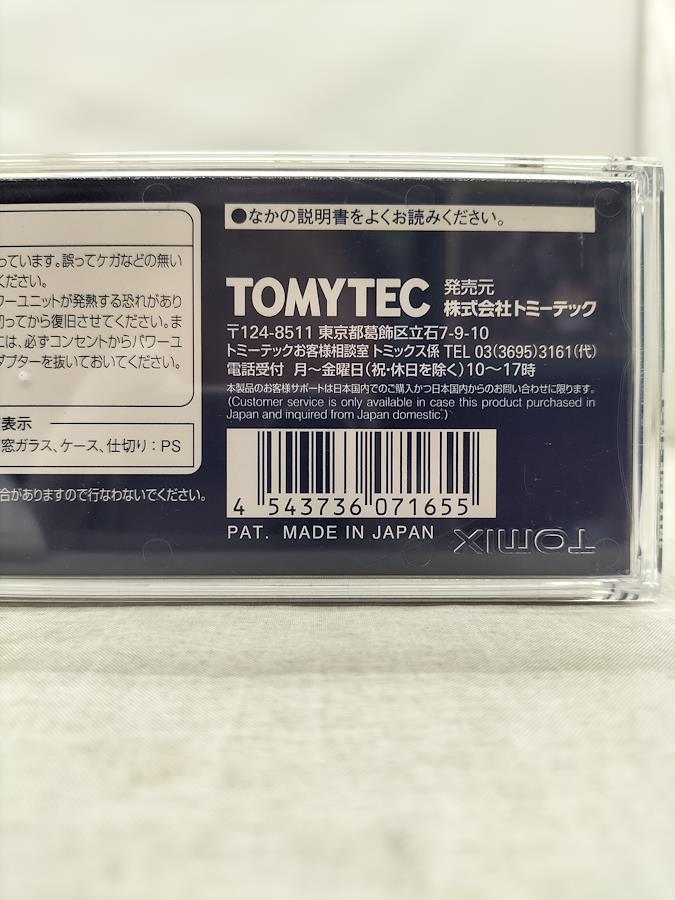 っています。誤ってケガなどの無い
ください。
ワーユニットが発熱する恐れがあり
切ってから復旧させてください。ま
には、必ずコンセントからパワーユ
アダプターを抜いておいてください。
表示
窓ガラス、ケース、仕切り：PS
合がありますので行なわないでください。
●なかの説明書をよくお読みください。
TOMYTEC 発売元 株式会社トミーテック
〒124-8511 東京都葛飾区立石7-9-10
トミーテックお客様相談室 トミックス係 TEL 03(3695)3161(代)
電話受付 月～金曜日(祝・休日を除く)10～17時
本製品のお客様サポートは日本国内でのご購入かつ日本国内からのお問い合わせに限ります。
(Customer service is only available in case this product purchased in
Japan and inquired from Japan domestic.)
4 543736 071655
PAT. MADE IN JAPAN
TOMIX